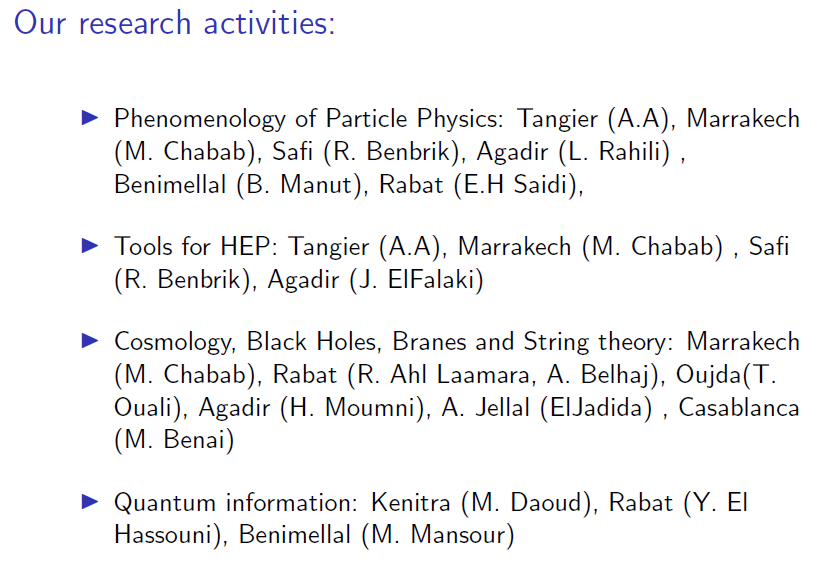 Our research activities:
▶ Phenomenology of Particle Physics: Tangier (A.A), Marrakech
(M. Chabab), Safi (R. Benbrik), Agadir (L. Rahili) ,
Benimellal (B. Manut), Rabat (E.H Saidi),
▶ Tools for HEP: Tangier (A.A), Marrakech (M. Chabab) , Safi
(R. Benbrik), Agadir (J. ElFalaki)
▶ Cosmology, Black Holes, Branes and String theory: Marrakech
(M. Chabab), Rabat (R. Ahl Laamara, A. Belhaj), Oujda(T.
Ouali), Agadir (H. Moumni), A. Jellal (ElJadida) , Casablanca
(M. Benai)
▶ Quantum information: Kenitra (M. Daoud), Rabat (Y. El
Hassouni), Benimellal (M. Mansour)